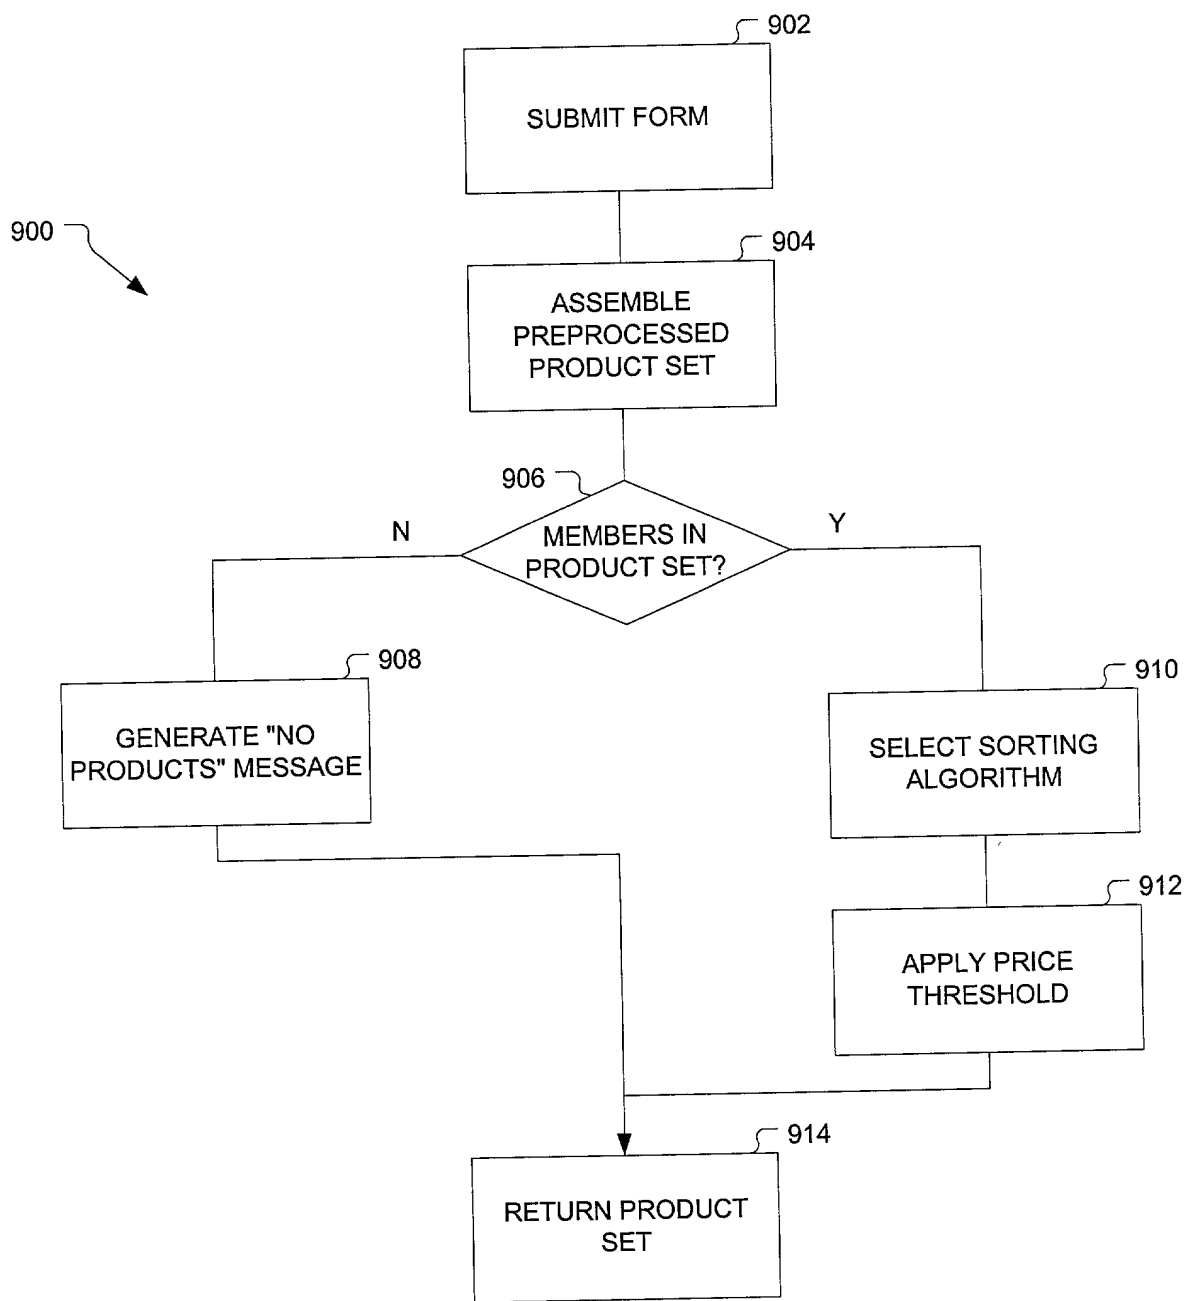 902
SUBMIT FORM
900
904
ASSEMBLE
PREPROCESSED
PRODUCT SET
906
N
MEMBERS IN
PRODUCT SET?
Y
908
GENERATE "NO
PRODUCTS" MESSAGE
910
SELECT SORTING
ALGORITHM
912
APPLY PRICE
THRESHOLD
914
RETURN PRODUCT
SET